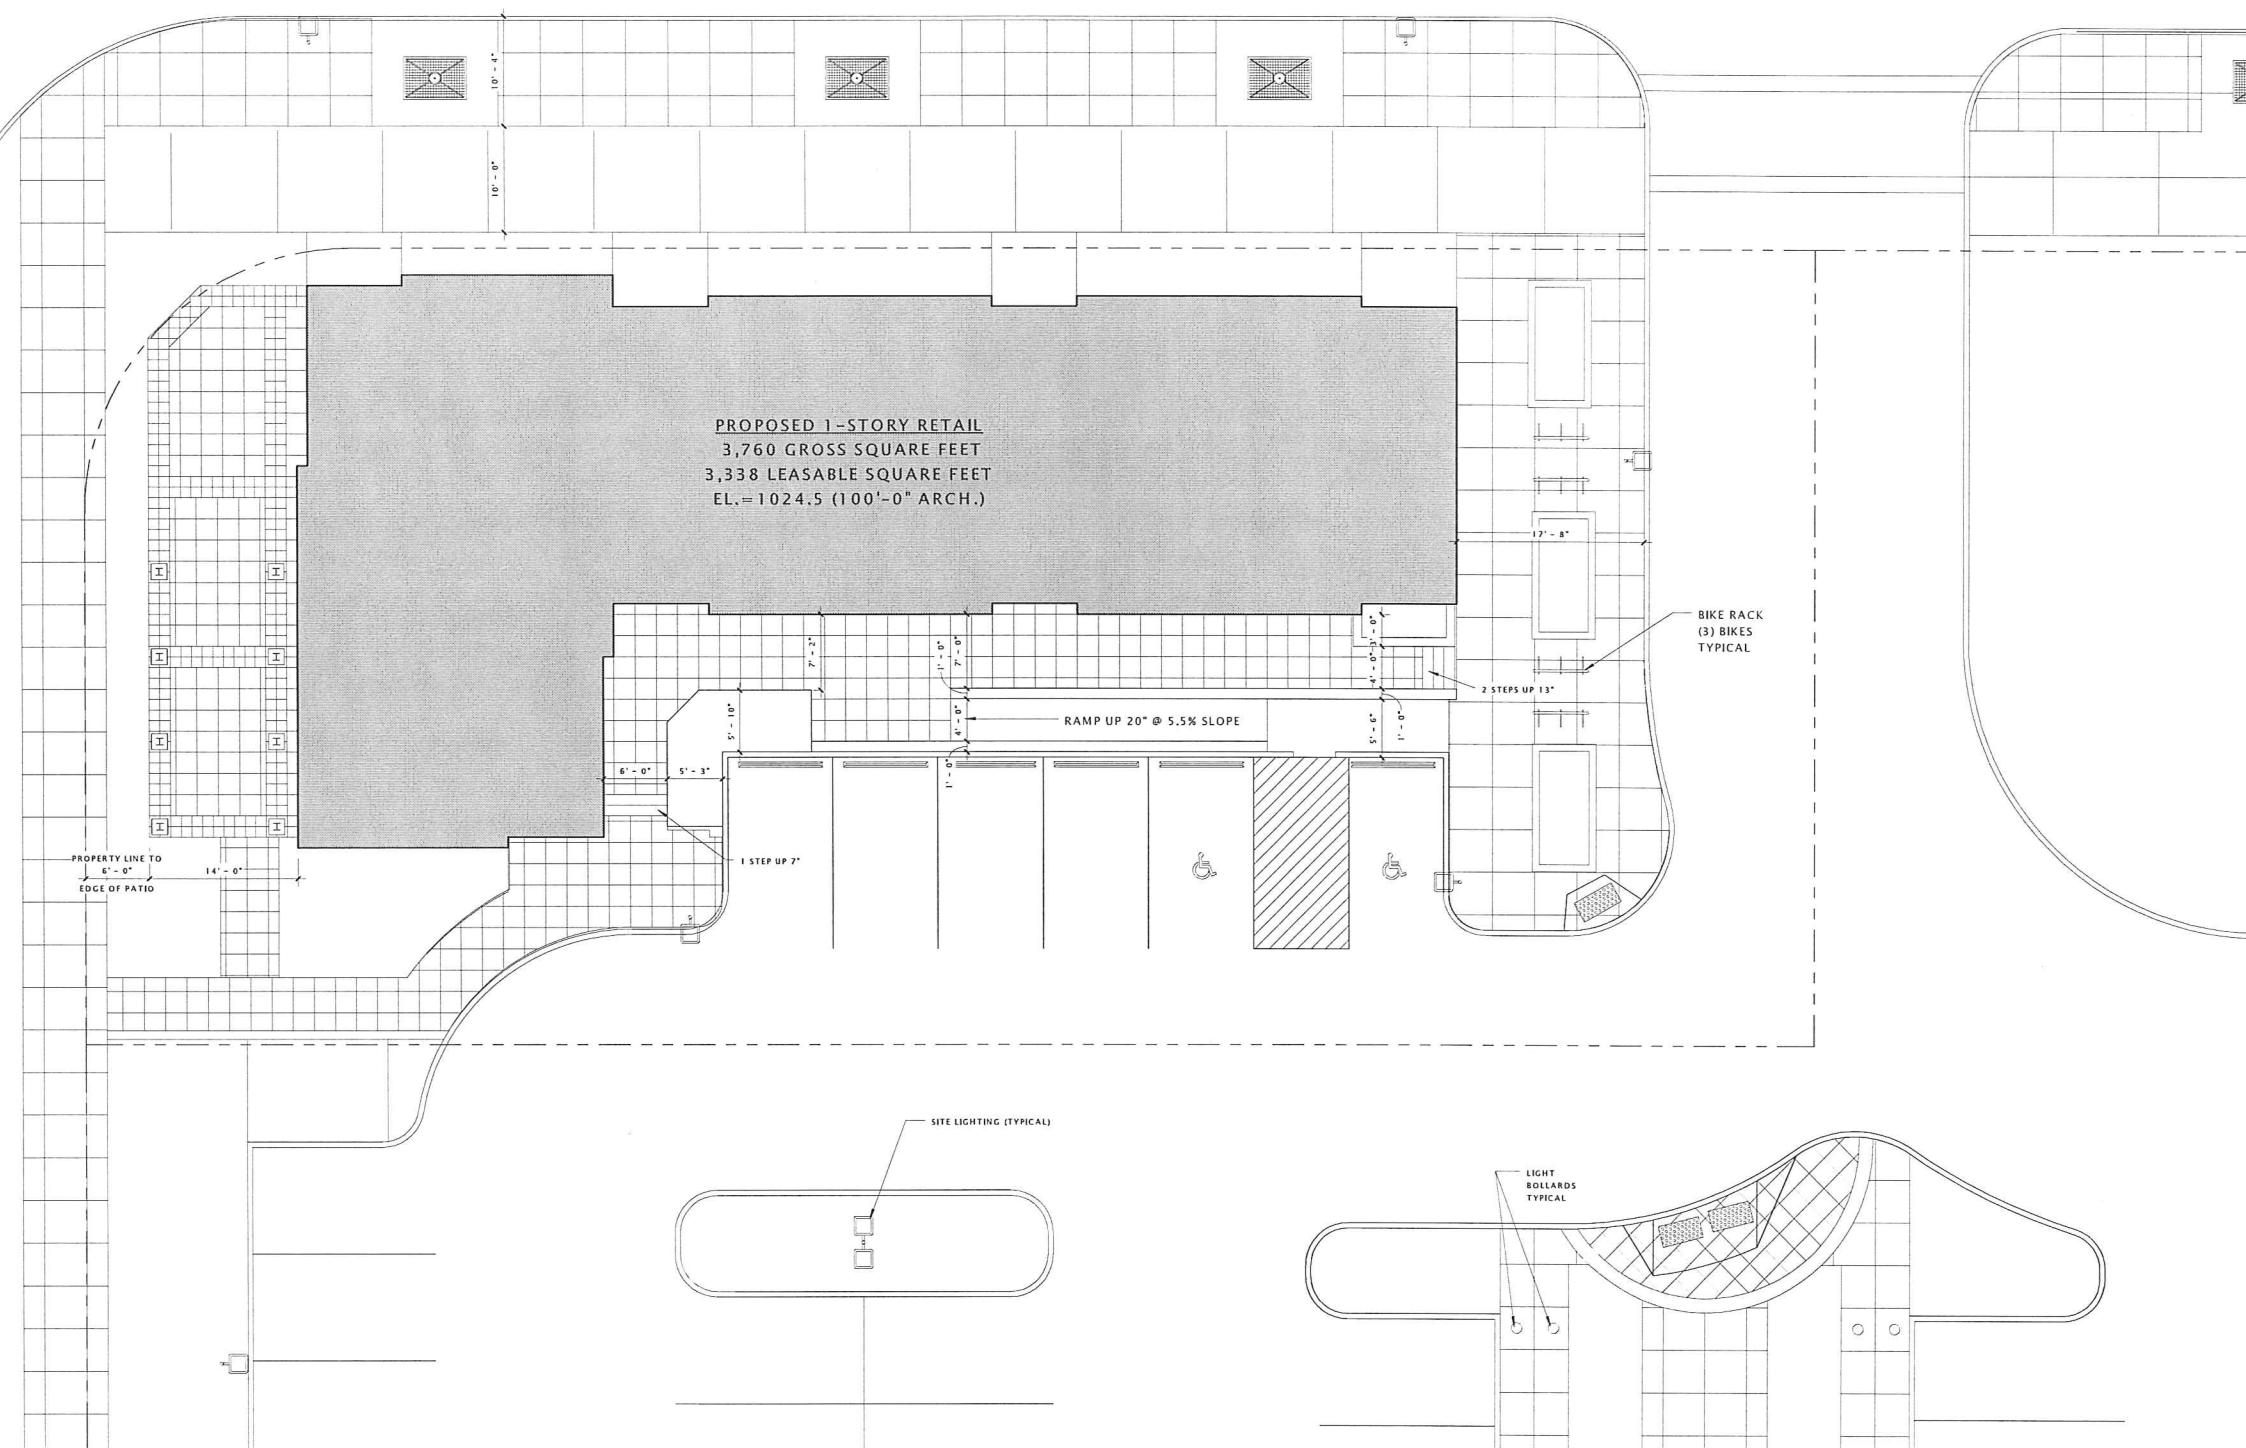 10' - 4"
10' - 0"
PROPOSED 1-STORY RETAIL
3,760 GROSS SQUARE FEET
3,338 LEASABLE SQUARE FEET
EL.=1024.5 (100'-0" ARCH.)
17' - 8"
BIKE RACK
(3) BIKES
TYPICAL
7' - 2"
1' - 0"
7' - 0"
3' - 0"
4' - 0"
2 STEPS UP 13"
5' - 10"
4' - 0"
RAMP UP 20" @ 5.5% SLOPE
5' - 6"
1' - 0"
6' - 0"
5' - 3"
1' - 0"
1 STEP UP 7"
PROPERTY LINE TO
6' - 0"
14' - 0"
EDGE OF PATIO
SITE LIGHTING (TYPICAL)
LIGHT
BOLLARDS
TYPICAL